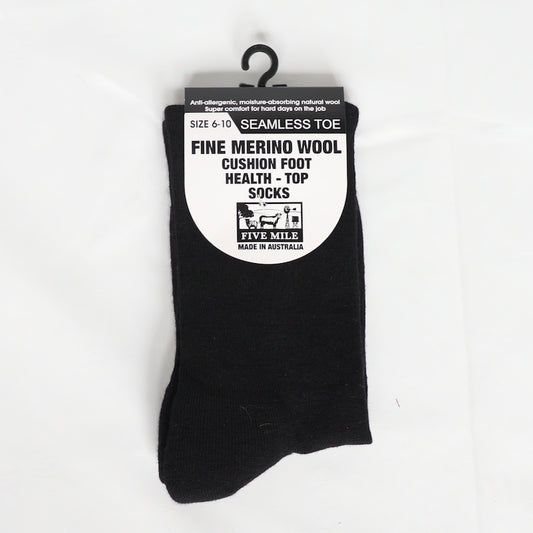 Anti-allergenic, moisture-absorbing natural wool
Super comfort for hard days on the job
SIZE 6-10 SEAMLESS TOE
FINE MERINO WOOL
CUSHION FOOT
HEALTH - TOP
SOCKS
FIVE MILE
MADE IN AUSTRALIA